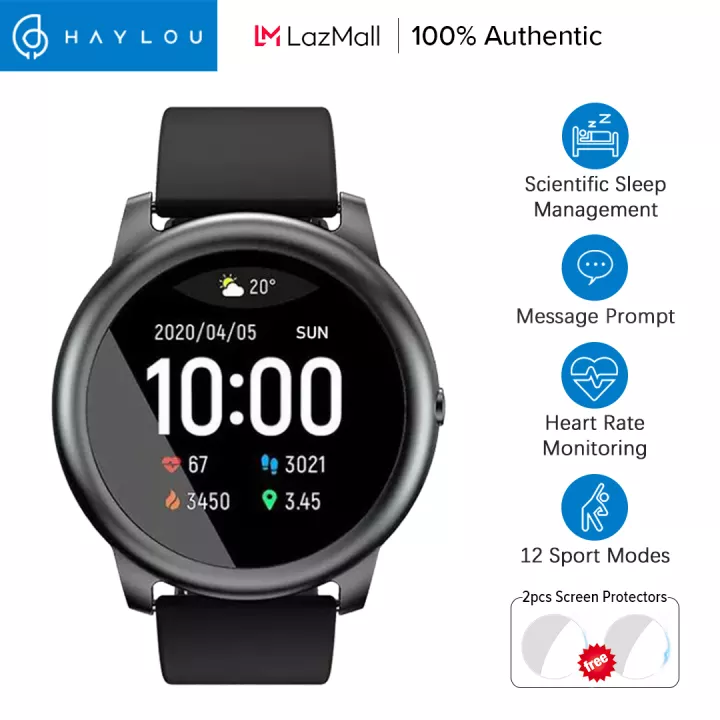 HAYLOU
LM LazMall | 100% Authentic
20°
2020/04/05 SUN
10:00
67 3021
3450 3.45
z z
Scientific Sleep
Management
Message Prompt
Heart Rate
Monitoring
12 Sport Modes
2pcs Screen Protectors
free